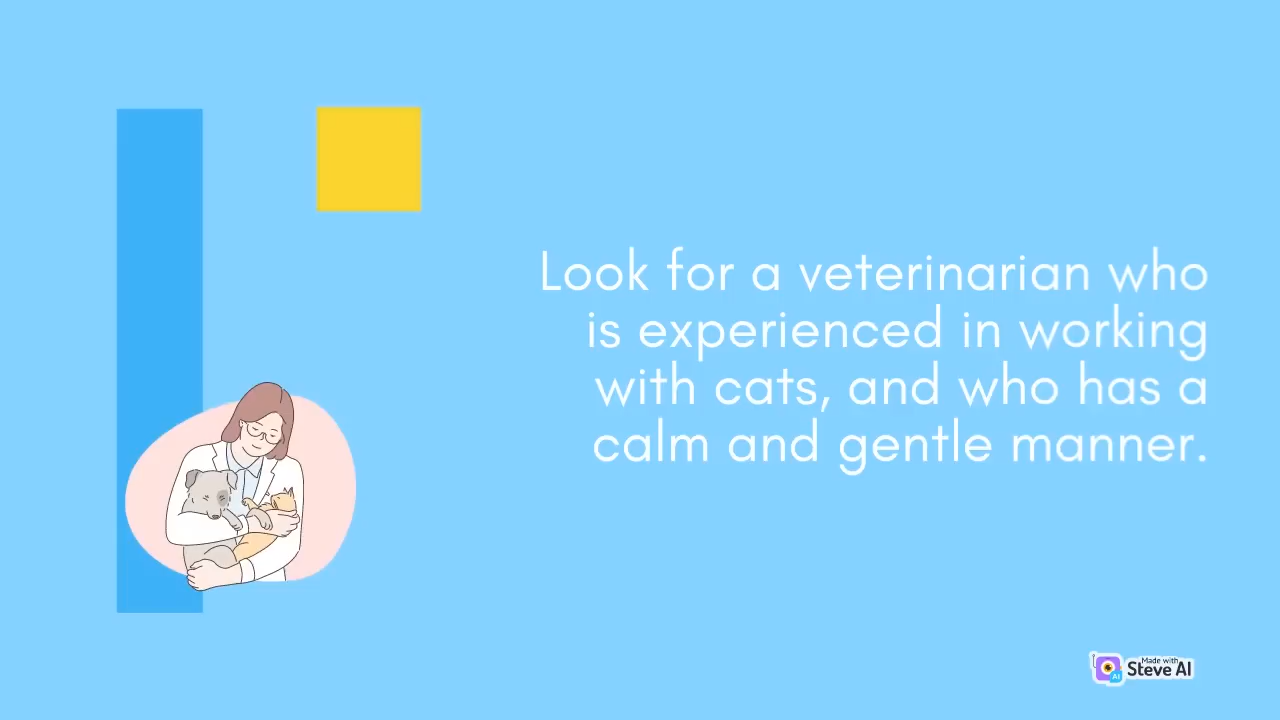 Look for a veterinarian who
is experienced in working
with cats, and who has a
calm and gentle manner.
Made with
Steve AI
AI